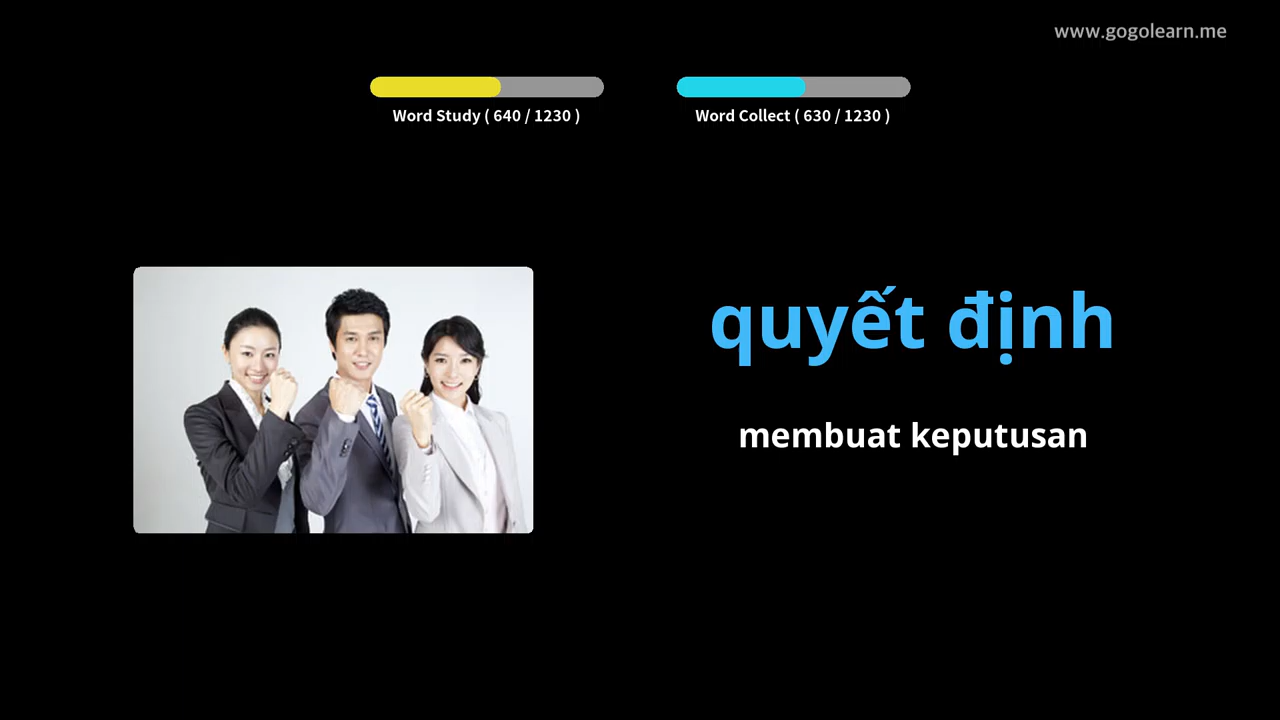 www.gogolearn.me
Word Study ( 640 / 1230 )
Word Collect ( 630 / 1230 )
quyết định
membuat keputusan